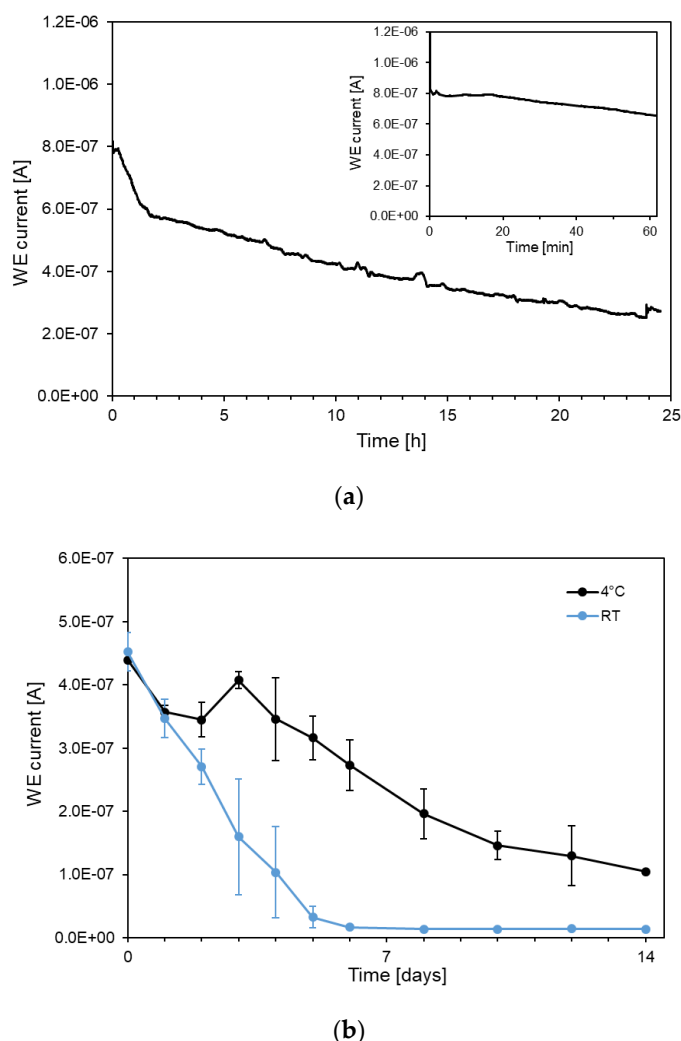 1.2E-06
1.0E-06
8.0E-07
6.0E-07
4.0E-07
2.0E-07
0.0E+00
WE current [A]
0 5 10 15 20 25
Time [h]
1.2E-06
1.0E-06
8.0E-07
6.0E-07
4.0E-07
2.0E-07
0.0E+00
WE current [A]
0 20 40 60
Time [min]
(a)
6.0E-07
5.0E-07
4.0E-07
3.0E-07
2.0E-07
1.0E-07
0.0E+00
WE current [A]
4°C
RT
0 7 14
Time [days]
(b)